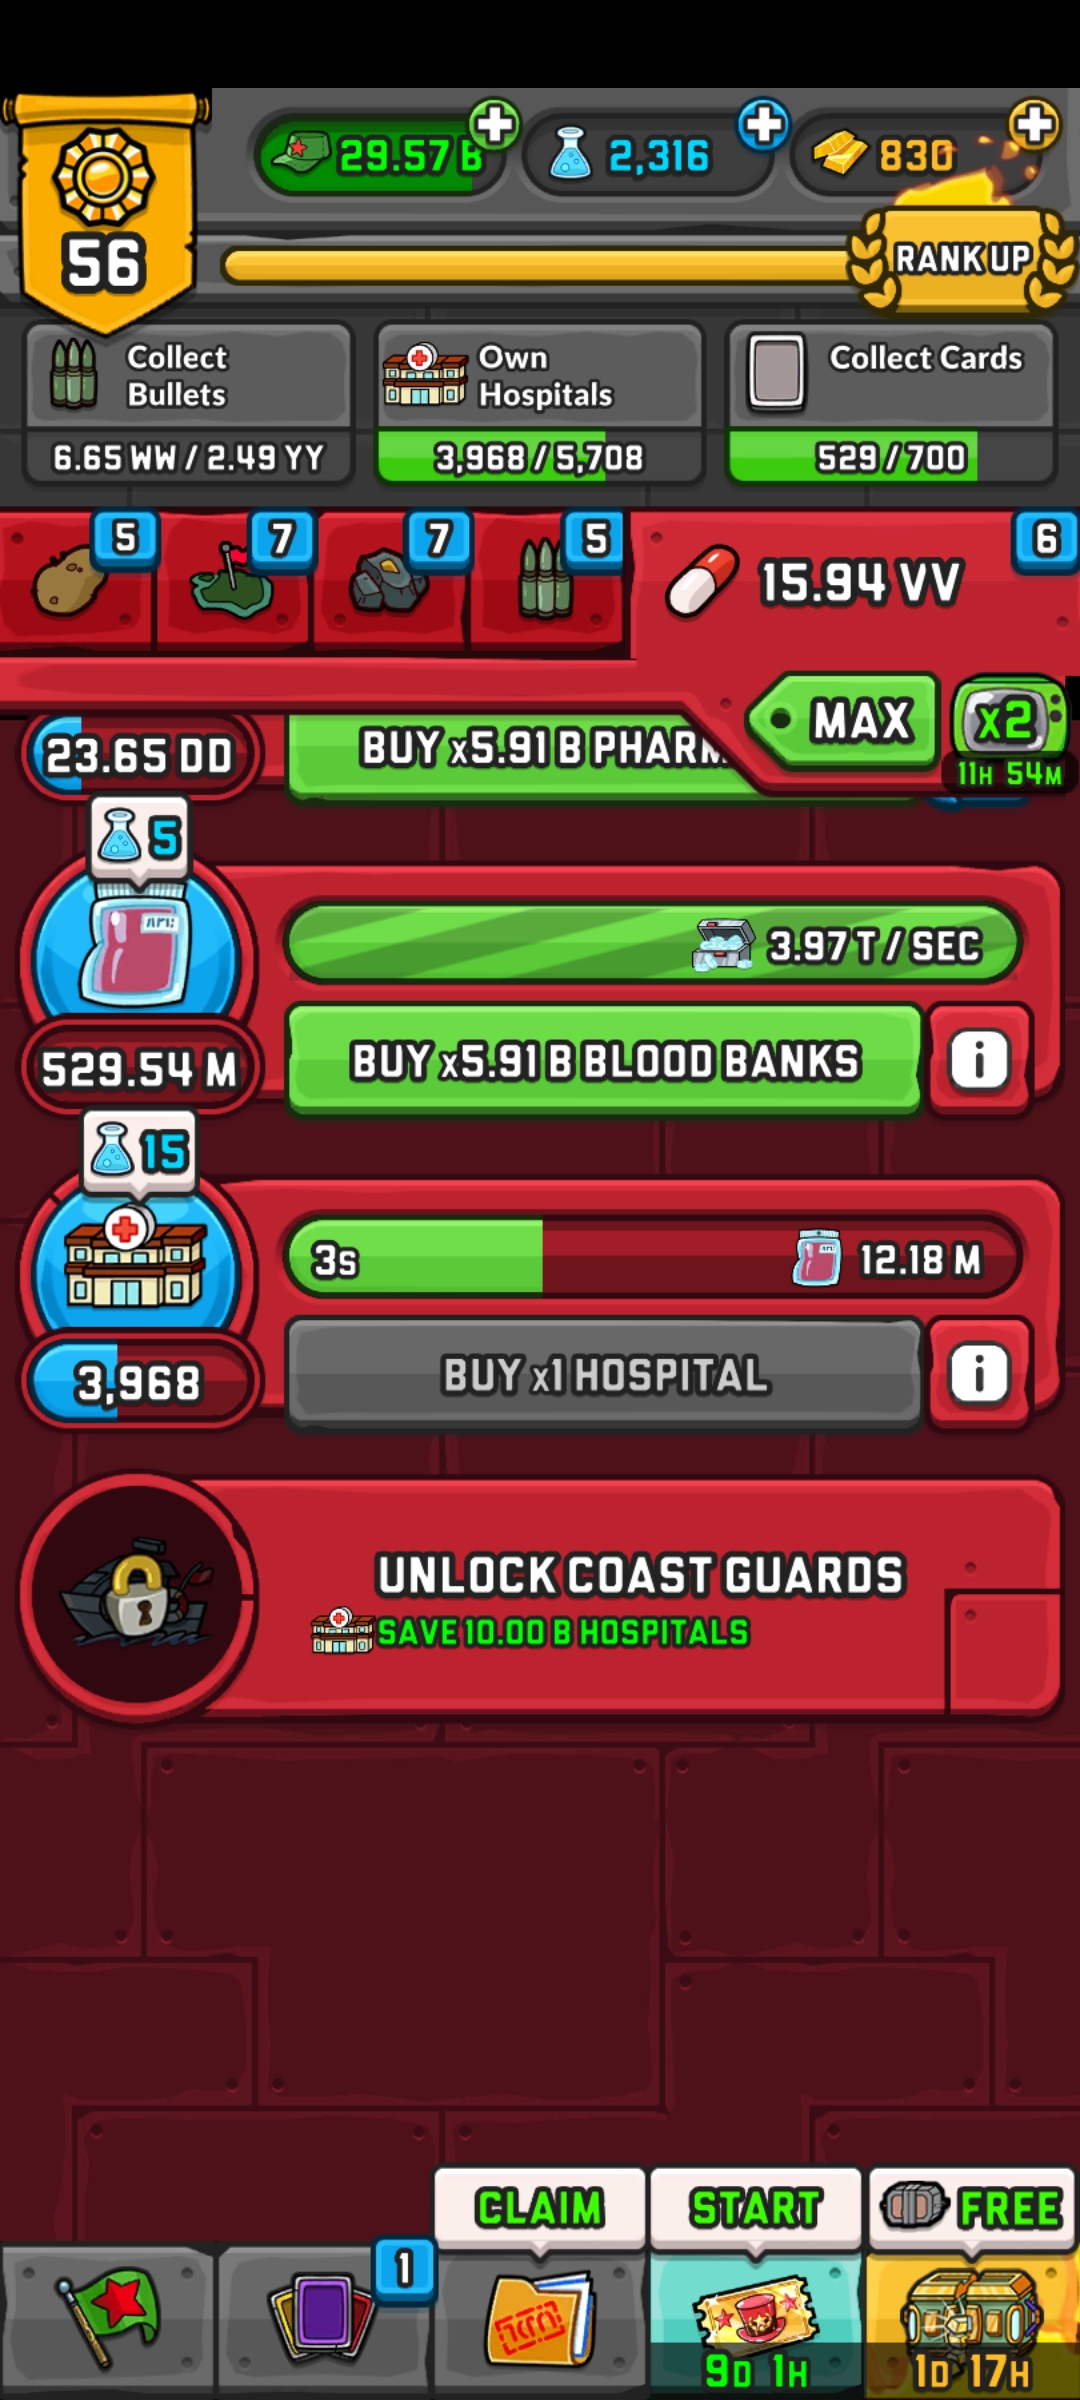 29.57 B
2,316
830
56
RANK UP
Collect
Bullets
6.65 WW / 2.49 YY
Own
Hospitals
3,968 / 5,708
Collect Cards
529 / 700
5
7
7
5
6
15.94 VV
MAX
x2
11H 54M
23.65 DD
BUY x5.91 B PHARM
5
3.97 T / SEC
529.54 M
BUY x5.91 B BLOOD BANKS
i
15
3s
12.18 M
3,968
BUY x1 HOSPITAL
i
UNLOCK COAST GUARDS
SAVE 10.00 B HOSPITALS
CLAIM
START
FREE
1
9D 1H
1D 17H